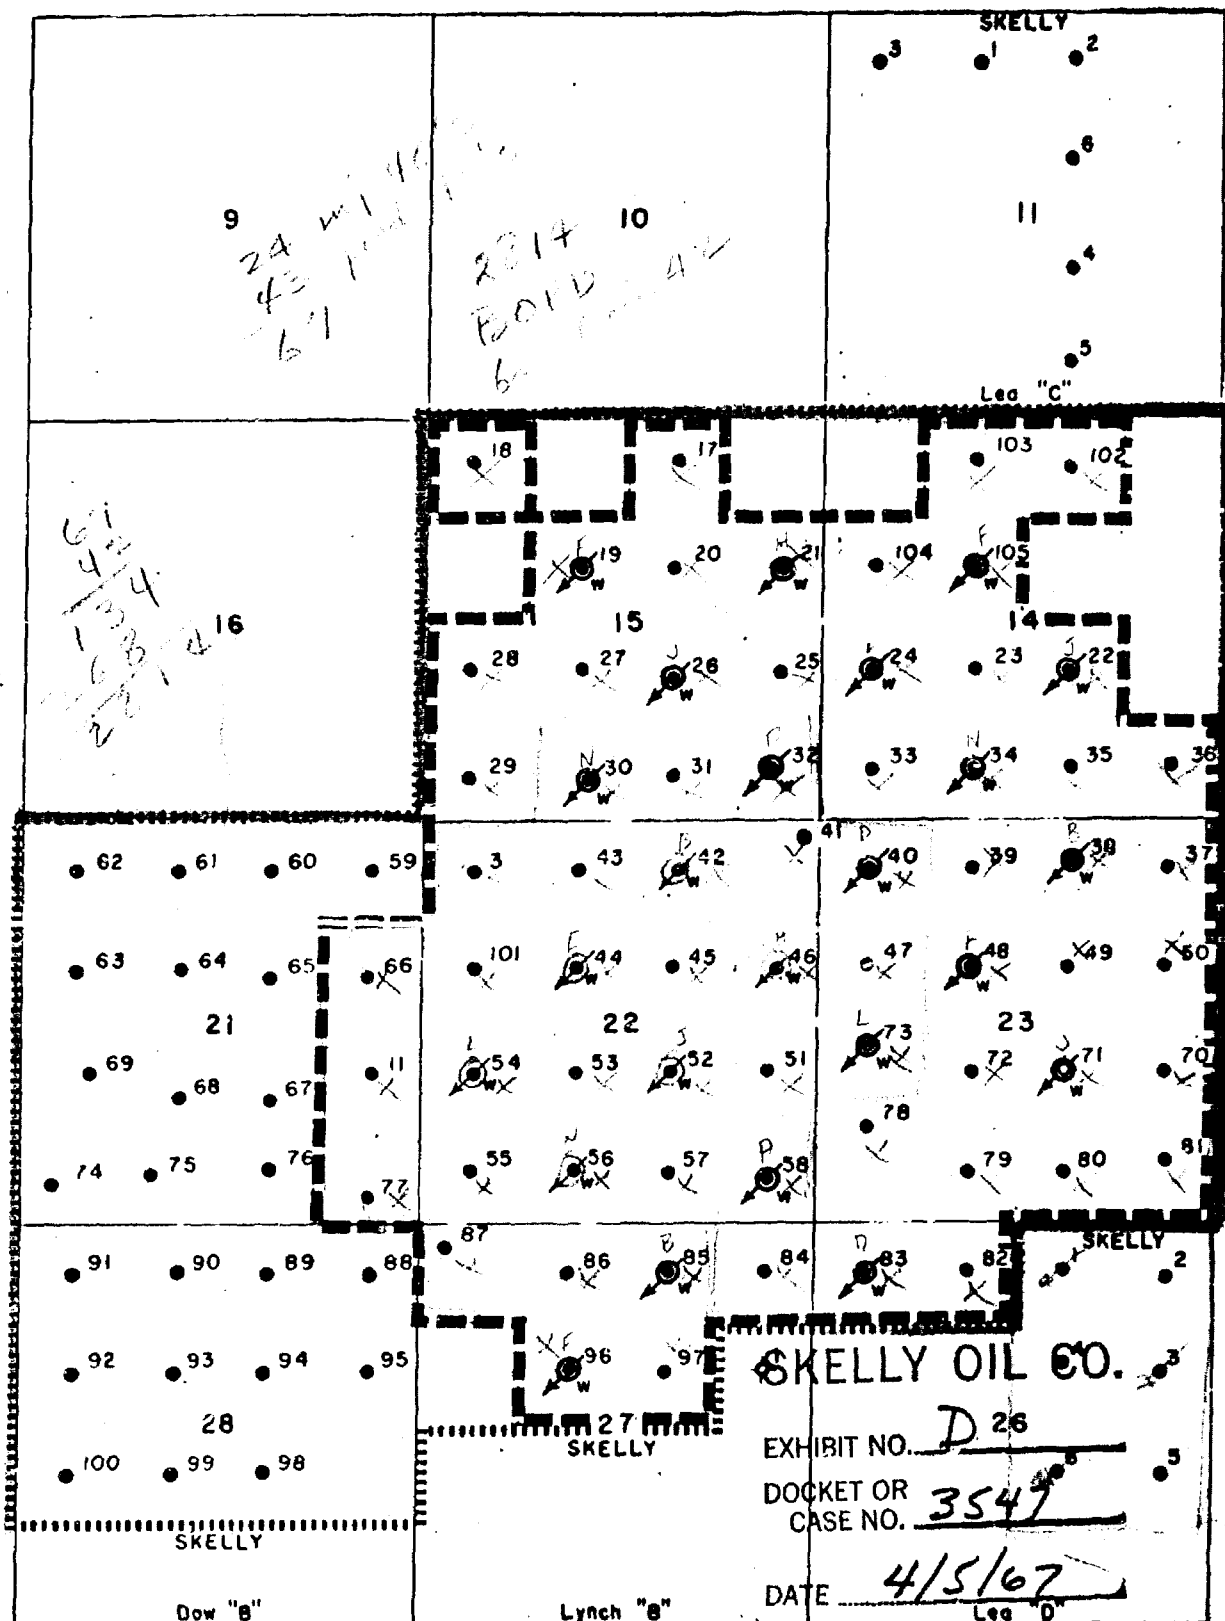 SKELLY
3 1 2
6
9 10 11
24
43
67
2314
42
4
5
Lea "C"
18 17 103 102
19 20 21 104 105
W W W
16 15 14
28 27 26 25 24 23 22
W W W
29 30 31 32 33 34 35 36
W W W
62 61 60 59 3 43 42 41 40 39 38 37
W W W
63 64 65 66 101 44 45 46 47 48 49 50
W W W
21 22 23
69 68 67 11 54 53 52 51 73 72 71 70
W W W W
78
74 75 76 77 55 56 57 58 79 80 81
W W
87
SKELLY
91 90 89 88 86 85 84 83 82 1 2
W W
92 93 94 95 96 97 3
W
SKELLY OIL CO.
28 27 26
SKELLY
EXHIBIT NO. D
100 99 98 5
DOCKET OR
CASE NO. 3547
SKELLY
DATE 4/5/67
Dow "B" Lynch "B" Lea "D"